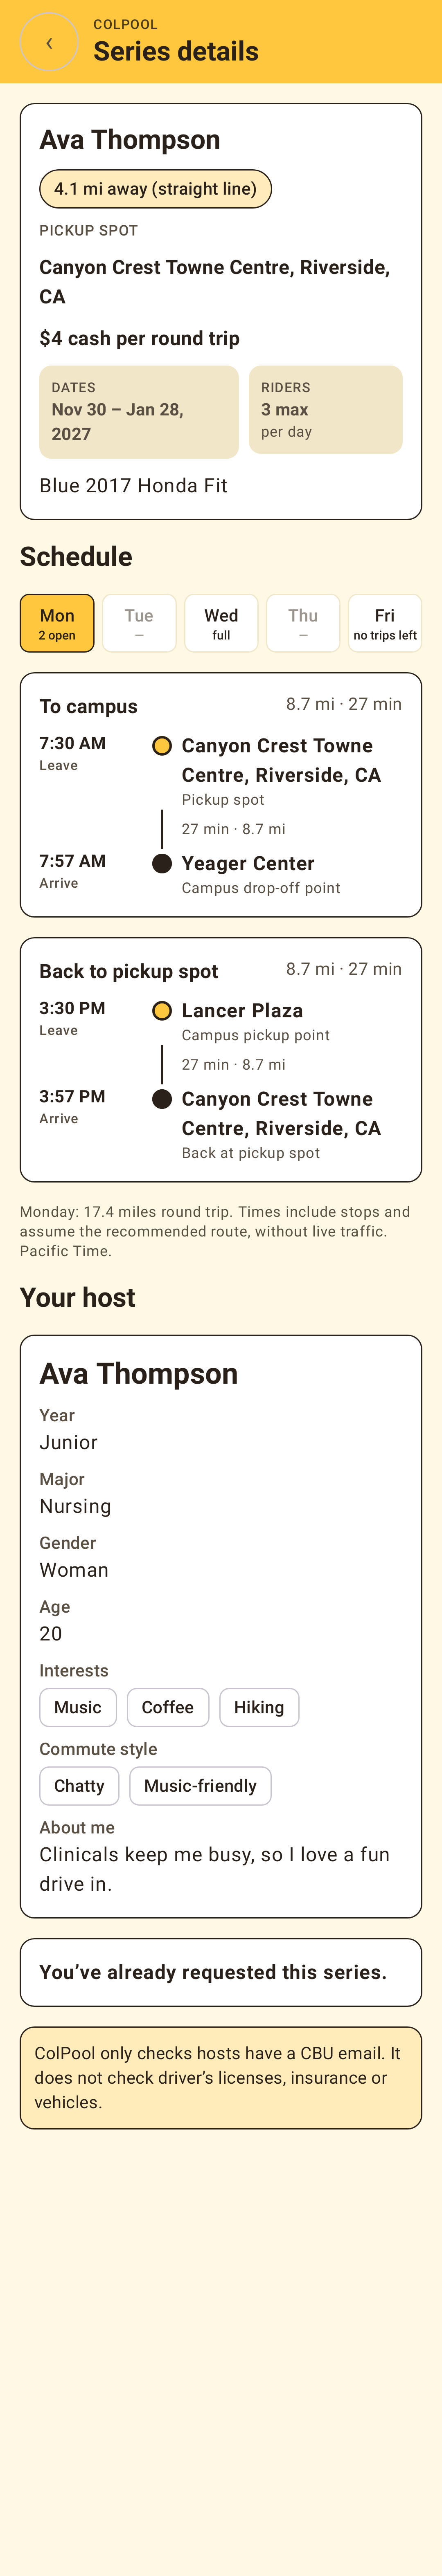 ‹
COLPOOL
Series details
Ava Thompson
4.1 mi away (straight line)
PICKUP SPOT
Canyon Crest Towne Centre, Riverside,
CA
$4 cash per round trip
DATES
Nov 30 – Jan 28,
2027
RIDERS
3 max
per day
Blue 2017 Honda Fit
Schedule
Mon
2 open
Tue
–
Wed
full
Thu
–
Fri
no trips left
To campus
8.7 mi · 27 min
7:30 AM
Leave
Canyon Crest Towne
Centre, Riverside, CA
Pickup spot
27 min · 8.7 mi
7:57 AM
Arrive
Yeager Center
Campus drop-off point
Back to pickup spot
8.7 mi · 27 min
3:30 PM
Leave
Lancer Plaza
Campus pickup point
27 min · 8.7 mi
3:57 PM
Arrive
Canyon Crest Towne
Centre, Riverside, CA
Back at pickup spot
Monday: 17.4 miles round trip. Times include stops and
assume the recommended route, without live traffic.
Pacific Time.
Your host
Ava Thompson
Year
Junior
Major
Nursing
Gender
Woman
Age
20
Interests
Music
Coffee
Hiking
Commute style
Chatty
Music-friendly
About me
Clinicals keep me busy, so I love a fun
drive in.
You’ve already requested this series.
ColPool only checks hosts have a CBU email. It
does not check driver’s licenses, insurance or
vehicles.